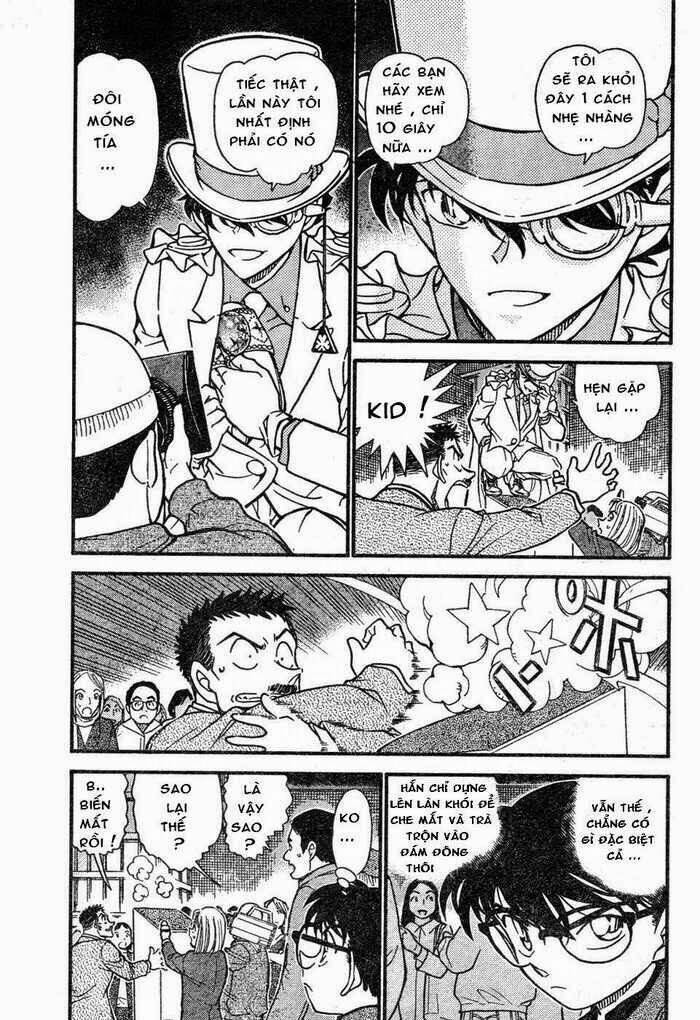 TÔI
SẼ RA KHỎI
ĐÂY 1 CÁCH
NHẸ NHÀNG
...
CÁC BẠN
HÃY XEM
NHÉ , CHỈ
10 GIÂY
NỮA ...
TIẾC THẬT ,
LẦN NÀY TÔI
NHẤT ĐỊNH
PHẢI CÓ NÓ
ĐÔI
MÓNG
TÍA
...
HẸN GẶP
LẠI ...
KID !
ボ
ン
VẪN THẾ ,
CHẲNG CÓ
GÌ ĐẶC BIỆT
CẢ ...
HẮN CHỈ DỰNG
LÊN LÀN KHÓI ĐỂ
CHE MẮT VÀ TRÀ
TRỘN VÀO
ĐÁM ĐÔNG
THÔI
KO ...
LÀ
VẬY
SAO ?
SAO
LẠI
THẾ
?
B..
BIẾN
MẤT
RỒI !